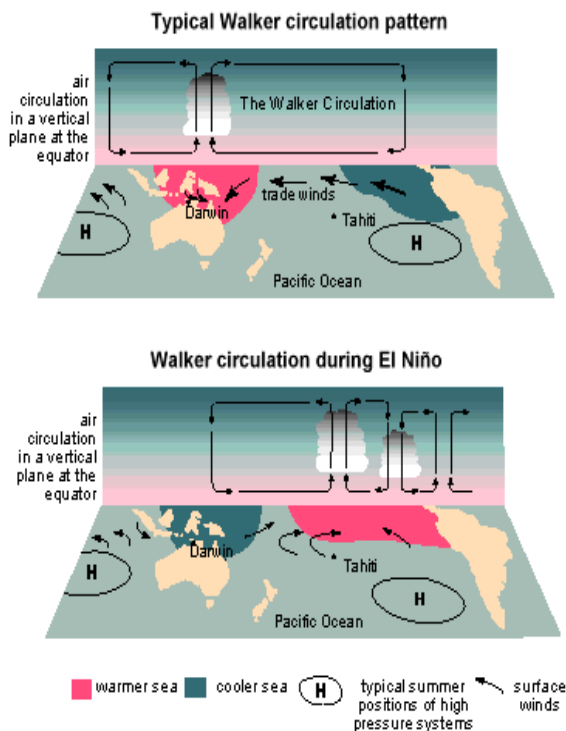 Typical Walker circulation pattern
air
circulation
in a vertical
plane at the
equator
The Walker Circulation
trade winds
Darwin
Tahiti
H
H
Pacific Ocean
Walker circulation during El Niño
air
circulation
in a vertical
plane at the
equator
Darwin
Tahiti
H
H
Pacific Ocean
warmer sea
cooler sea
H
typical summer
positions of high
pressure systems
surface
winds